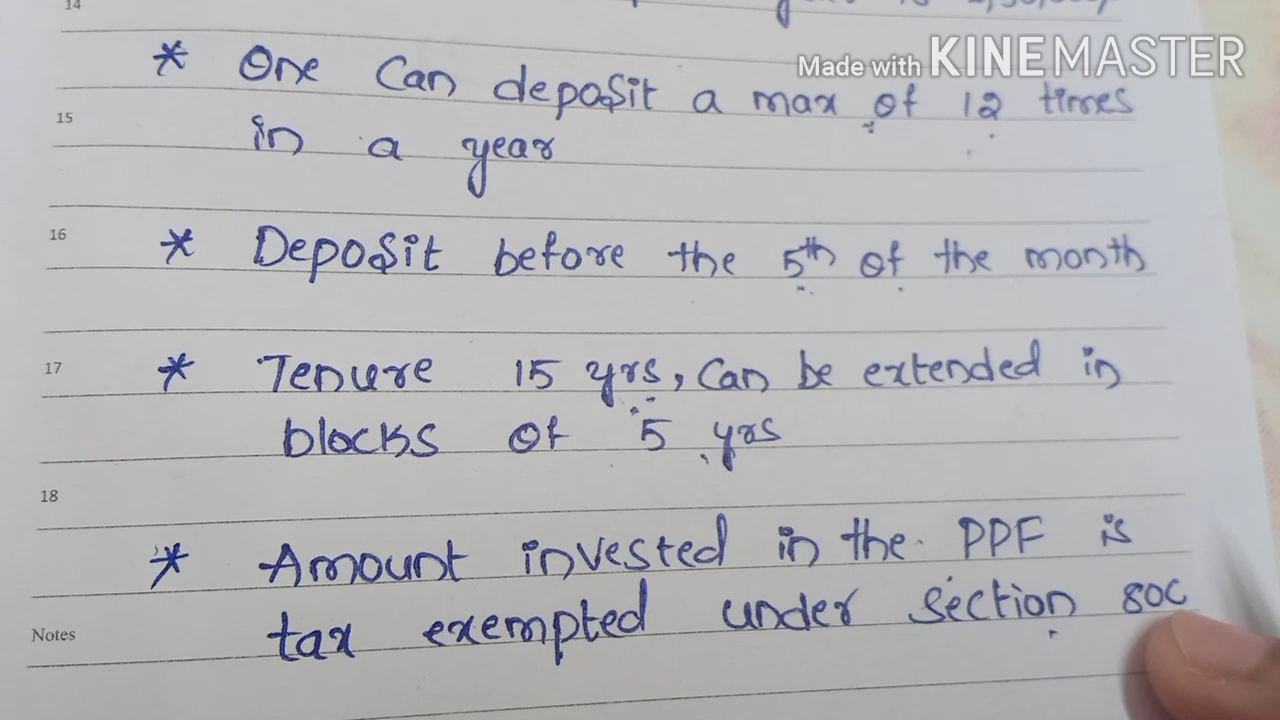 14
Made with KINEMASTER
* One Can deposit a max of 12 times
15
in a year
16
* Deposit before the 5th of the month
17
* Tenure 15 yrs, Can be extended in
blocks of 5 yrs
18
* Amount invested in the PPF is
tax exempted under section 80C
Notes